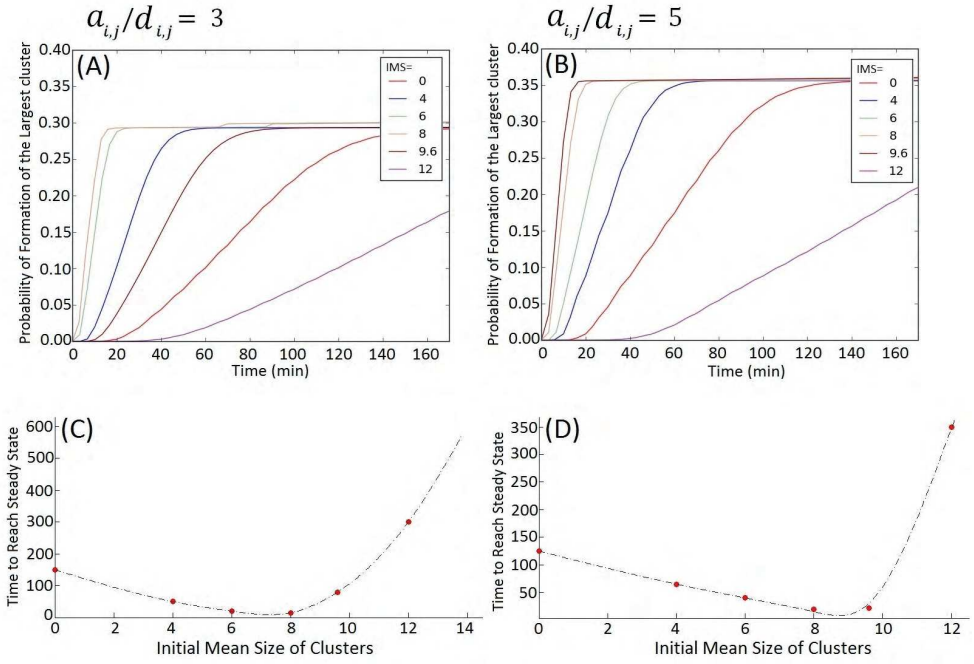 a_{i,j}/d_{i,j} = 3
a_{i,j}/d_{i,j} = 5
(A)
Probability of Formation of the Largest cluster
0.40
0.35
0.30
0.25
0.20
0.15
0.10
0.05
0.00
0 20 40 60 80 100 120 140 160
Time (min)
IMS=
0
4
6
8
9.6
12
(B)
Probability of Formation of the Largest cluster
0.40
0.35
0.30
0.25
0.20
0.15
0.10
0.05
0.00
0 20 40 60 80 100 120 140 160
Time (min)
IMS=
0
4
6
8
9.6
12
(C)
Time to Reach Steady State
600
500
400
300
200
100
0
0 2 4 6 8 10 12 14
Initial Mean Size of Clusters
(D)
Time to Reach Steady State
350
300
250
200
150
100
50
0 2 4 6 8 10 12
Initial Mean Size of Clusters